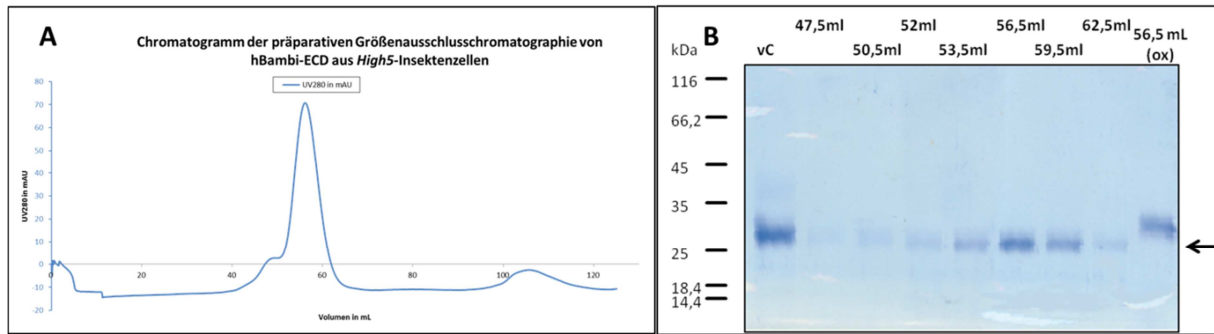 A
Chromatogramm der präparativen Größenausschlusschromatographie von
hBambi-ECD aus High5-Insektenzellen
UV280 in mAU
80
70
60
50
40
30
20
10
0
-10
-20
UV280 in mAU
0 20 40 60 80 100 120
Volumen in mL
B
47,5ml 52ml 56,5ml 62,5ml
kDa vC 50,5ml 53,5ml 59,5ml 56,5 mL
(ox)
116
66,2
45
35
25
18,4
14,4